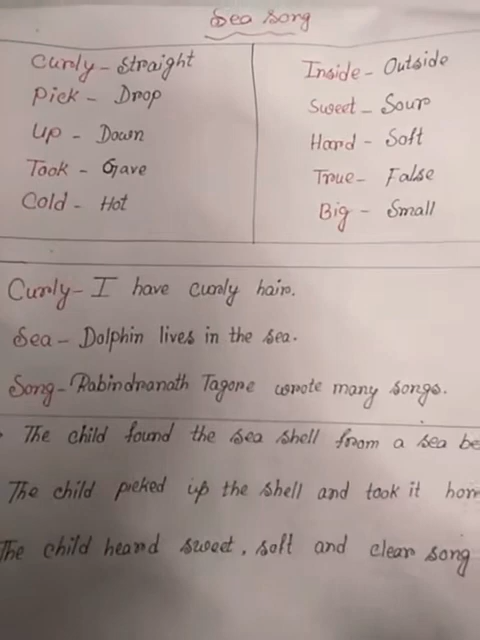 Sea song
Curly - Straight
Pick - Drop
Up - Down
Took - Gave
Cold - Hot
Inside - Outside
Sweet - Sour
Hard - Soft
True - False
Big - Small
Curly - I have curly hair.
Sea - Dolphin lives in the sea.
Song - Rabindranath Tagore wrote many songs.
The child found the sea shell from a sea
The child picked up the shell and took it
The child heard sweet, soft and clear song